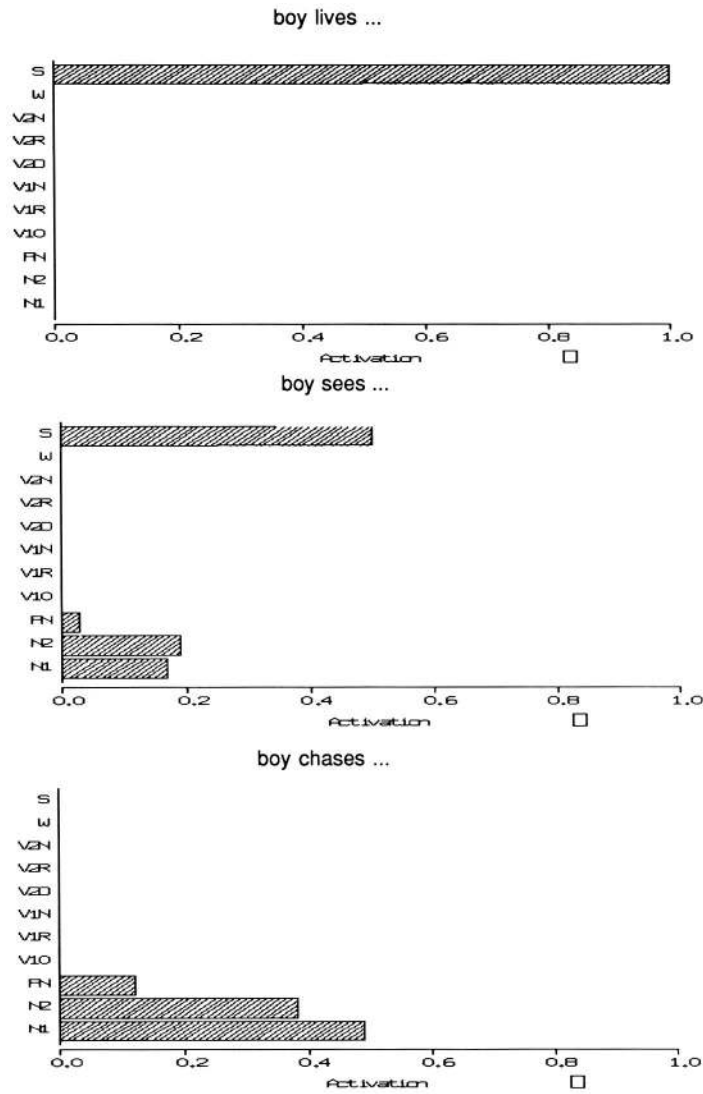 boy lives ...
S
W
V2N
V2R
V2O
V1N
V1R
V1O
PN
N2
N1
0.0 0.2 0.4 0.6 0.8 1.0
Activation
boy sees ...
S
W
V2N
V2R
V2O
V1N
V1R
V1O
PN
N2
N1
0.0 0.2 0.4 0.6 0.8 1.0
Activation
boy chases ...
S
W
V2N
V2R
V2O
V1N
V1R
V1O
PN
N2
N1
0.0 0.2 0.4 0.6 0.8 1.0
Activation